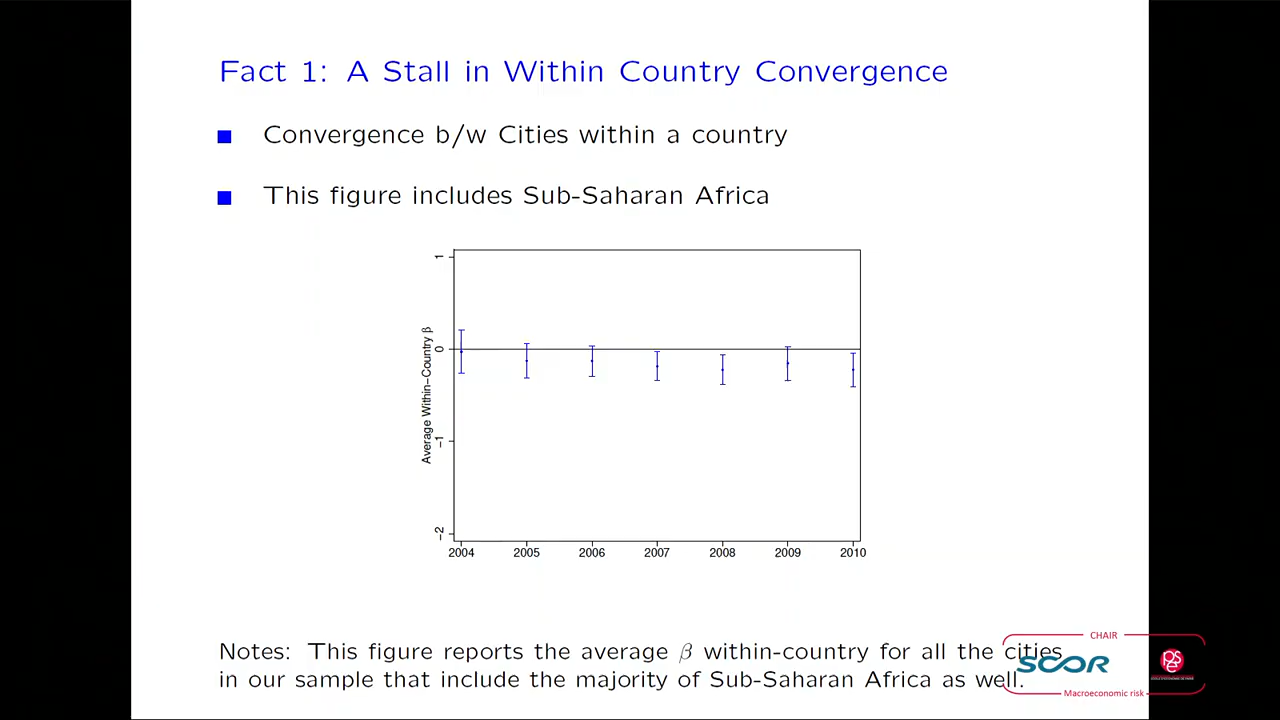 Fact 1: A Stall in Within Country Convergence
Convergence b/w Cities within a country
This figure includes Sub-Saharan Africa
Average Within−Country β
1
0
−1
−2
2004 2005 2006 2007 2008 2009 2010
Notes: This figure reports the average β within-country for all the cities
in our sample that include the majority of Sub-Saharan Africa as well.
CHAIR
SCOR
PSE
Macroeconomic risk